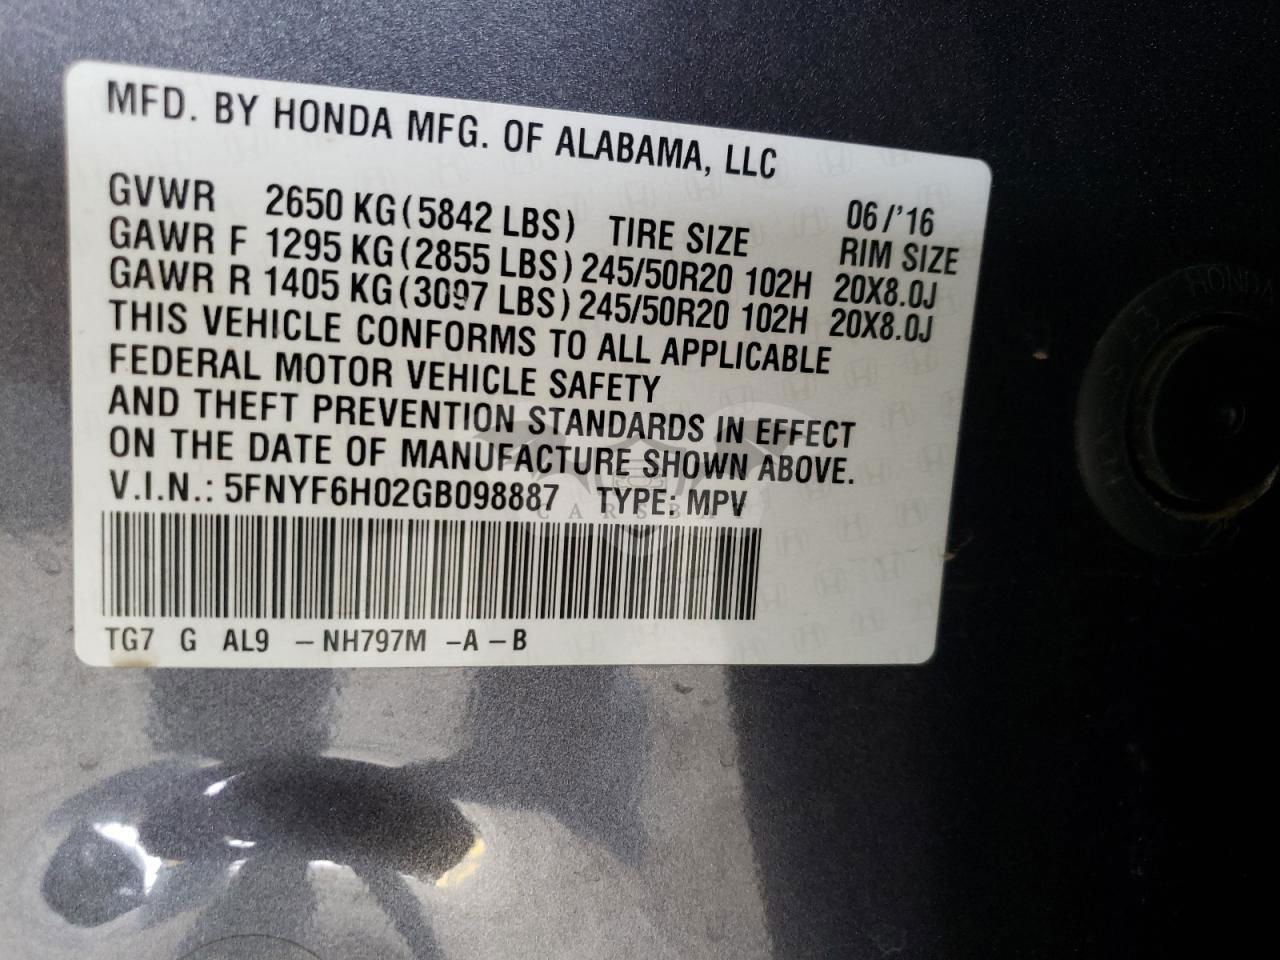 MFD. BY HONDA MFG. OF ALABAMA, LLC
06/'16
GVWR 2650 KG(5842 LBS) TIRE SIZE RIM SIZE
GAWR F 1295 KG(2855 LBS) 245/50R20 102H 20X8.0J
GAWR R 1405 KG(3097 LBS) 245/50R20 102H 20X8.0J
THIS VEHICLE CONFORMS TO ALL APPLICABLE
FEDERAL MOTOR VEHICLE SAFETY
AND THEFT PREVENTION STANDARDS IN EFFECT
ON THE DATE OF MANUFACTURE SHOWN ABOVE.
V.I.N.: 5FNYF6H02GB098887 TYPE: MPV
TG7 G AL9 -NH797M -A-B
HONDA